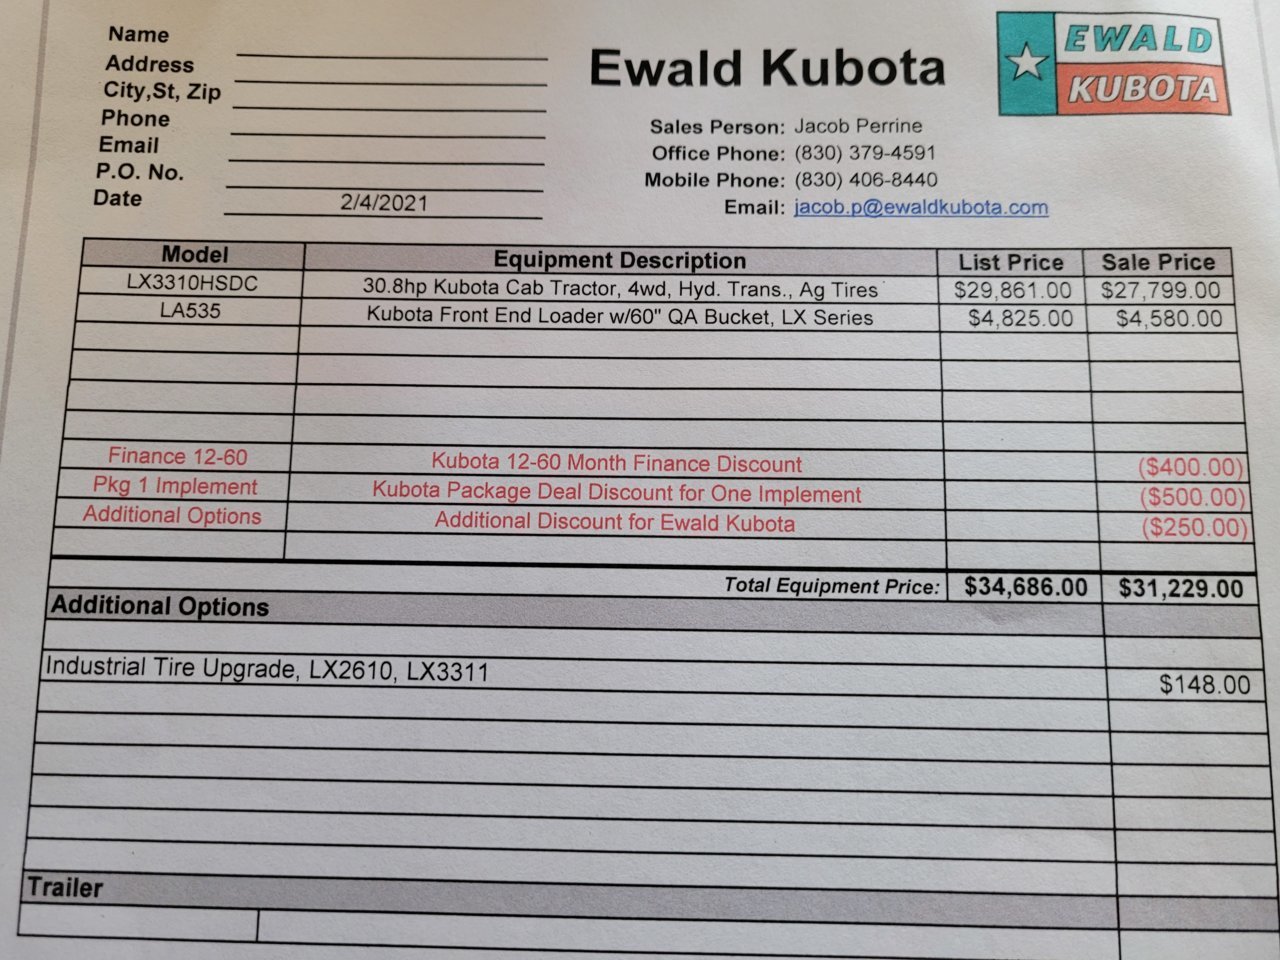 Name
Address
City,St, Zip
Phone
Email
P.O. No.
Date 2/4/2021
Ewald Kubota
EWALD
KUBOTA
Sales Person: Jacob Perrine
Office Phone: (830) 379-4591
Mobile Phone: (830) 406-8440
Email: jacob.p@ewaldkubota.com
Model Equipment Description List Price Sale Price
LX3310HSDC 30.8hp Kubota Cab Tractor, 4wd, Hyd. Trans., Ag Tires $29,861.00 $27,799.00
LA535 Kubota Front End Loader w/60" QA Bucket, LX Series $4,825.00 $4,580.00
Finance 12-60 Kubota 12-60 Month Finance Discount ($400.00)
Pkg 1 Implement Kubota Package Deal Discount for One Implement ($500.00)
Additional Options Additional Discount for Ewald Kubota ($250.00)
Total Equipment Price: $34,686.00 $31,229.00
Additional Options
Industrial Tire Upgrade, LX2610, LX3311 $148.00
Trailer